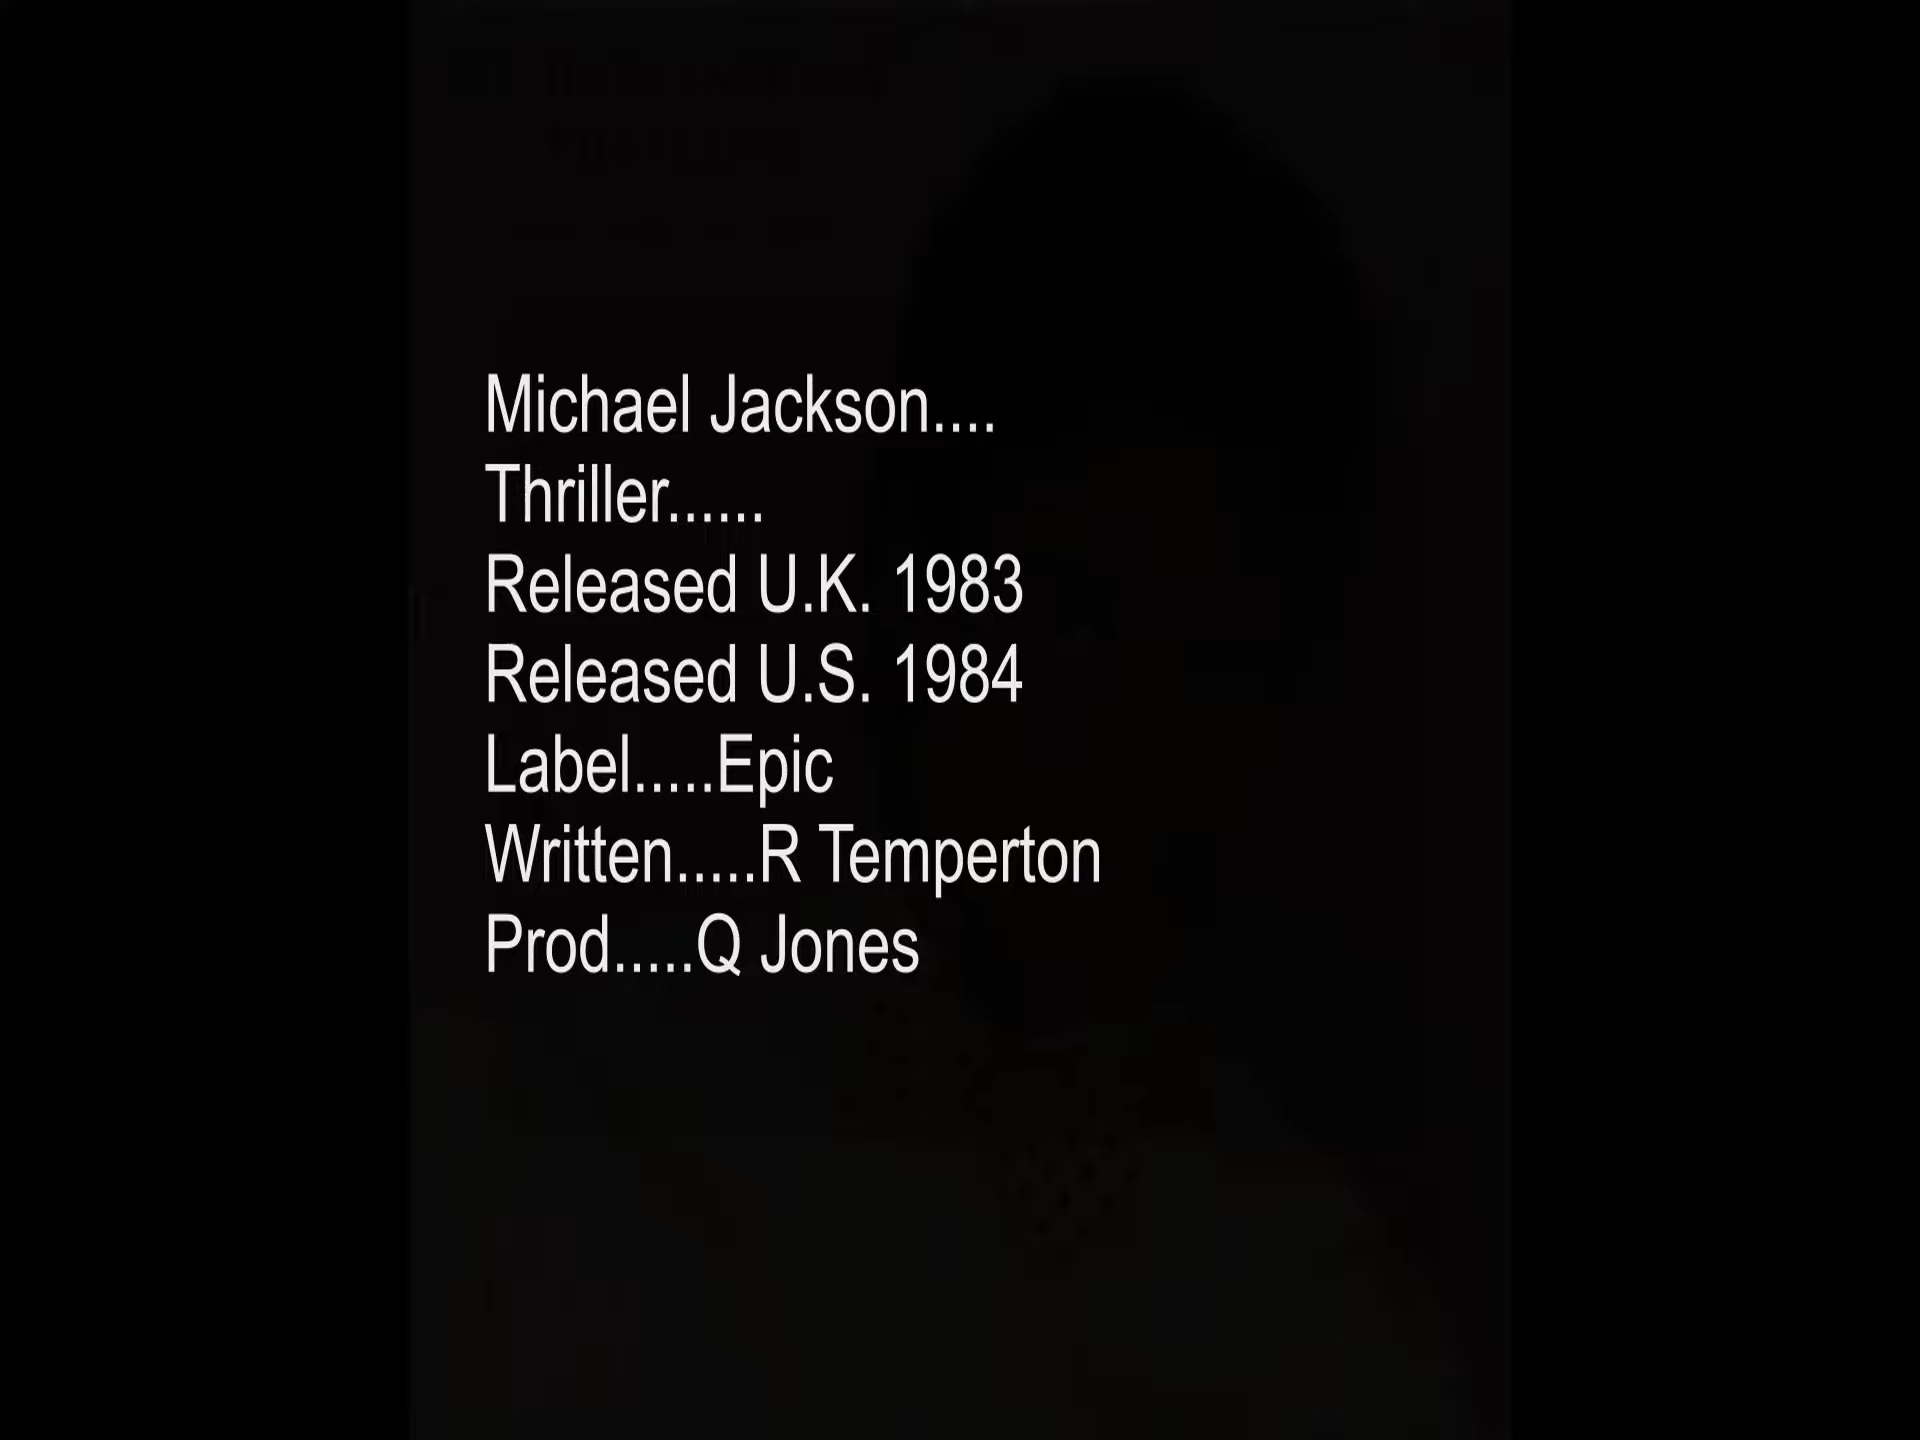 Michael Jackson....
Thriller......
Released U.K. 1983
Released U.S. 1984
Label.....Epic
Written.....R Temperton
Prod.....Q Jones